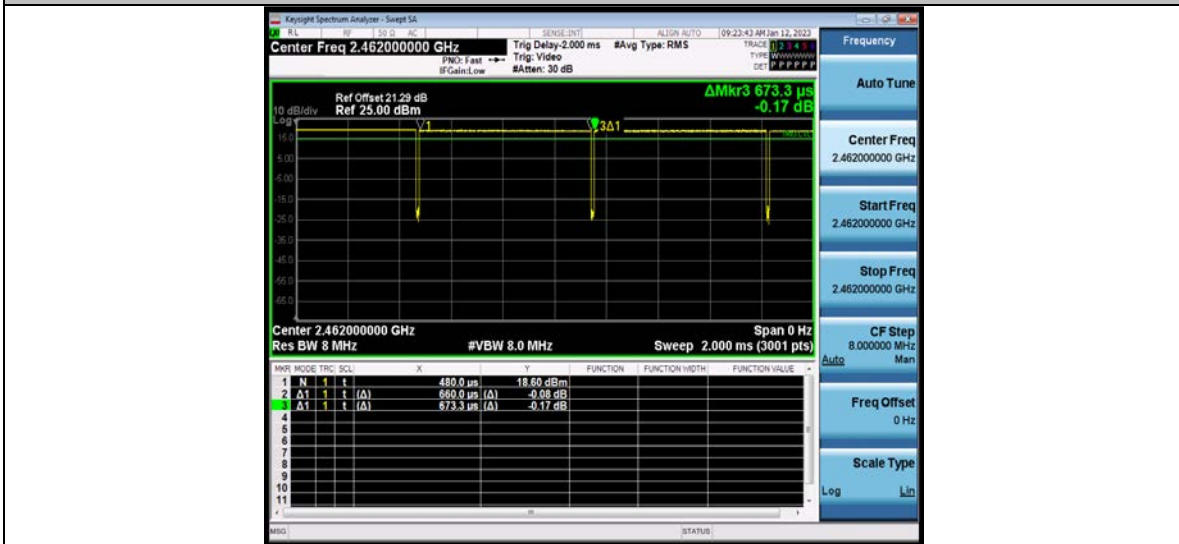 Keysight Spectrum Analyzer - Swept SA
RL RF 50 Ω AC SENSE:INT ALIGN AUTO 09:23:43 AM Jan 12, 2023
Center Freq 2.462000000 GHz
Trig Delay-2.000 ms #Avg Type: RMS
TRACE 1 2 3 4 5 6
PNO: Fast Trig: Video
TYPE WWWWWW
IFGain:Low #Atten: 30 dB
DET P P P P P P
Frequency
Auto Tune
ΔMkr3 673.3 µs
-0.17 dB
Ref Offset 21.29 dB
10 dB/div Ref 25.00 dBm
Log
1
3Δ1
15.0
5.00
-5.00
-15.0
-25.0
-35.0
-45.0
-55.0
-65.0
Center 2.462000000 GHz Span 0 Hz
Res BW 8 MHz #VBW 8.0 MHz Sweep 2.000 ms (3001 pts)
MKR MODE TRC SCL X Y FUNCTION FUNCTION WIDTH FUNCTION VALUE
1 N 1 t 480.0 µs 18.60 dBm
2 Δ1 1 t (Δ) 660.0 µs (Δ) -0.08 dB
3 Δ1 1 t (Δ) 673.3 µs (Δ) -0.17 dB
4
5
6
7
8
9
10
11
MSG STATUS
Center Freq
2.462000000 GHz
Start Freq
2.462000000 GHz
Stop Freq
2.462000000 GHz
CF Step
8.000000 MHz
Auto Man
Freq Offset
0 Hz
Scale Type
Log Lin